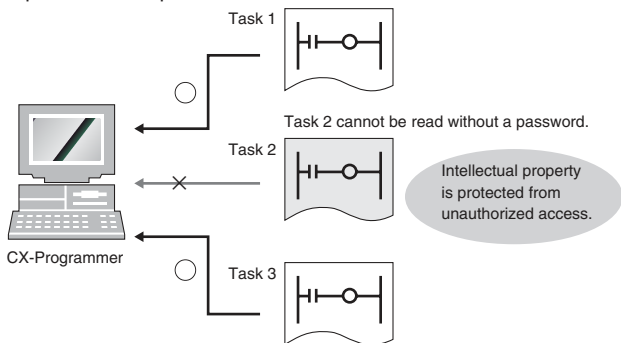 Task 1
Task 2 cannot be read without a password.
Task 2
Intellectual property
is protected from
unauthorized access.
CX-Programmer
Task 3